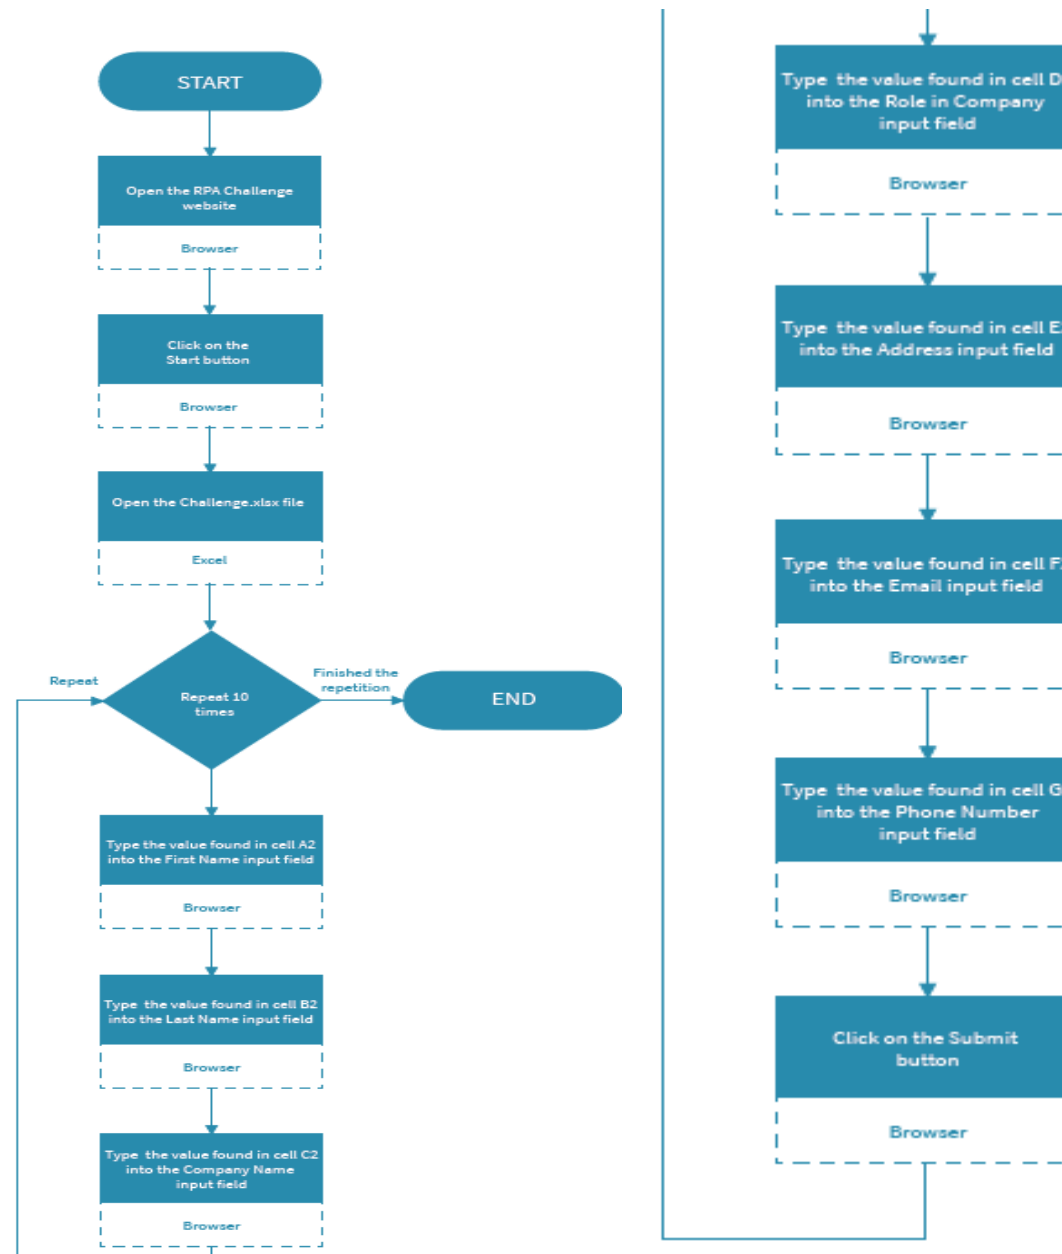 START
Open the RPA Challenge
website
Browser
Click on the
Start button
Browser
Open the Challenge.xlsx file
Excel
Repeat
Repeat 10
times
Finished the
repetition
END
Type the value found in cell A2
into the First Name input field
Browser
Type the value found in cell B2
into the Last Name input field
Browser
Type the value found in cell C2
into the Company Name
input field
Browser
Type the value found in cell D
into the Role in Company
input field
Browser
Type the value found in cell E
into the Address input field
Browser
Type the value found in cell F
into the Email input field
Browser
Type the value found in cell G
into the Phone Number
input field
Browser
Click on the Submit
button
Browser